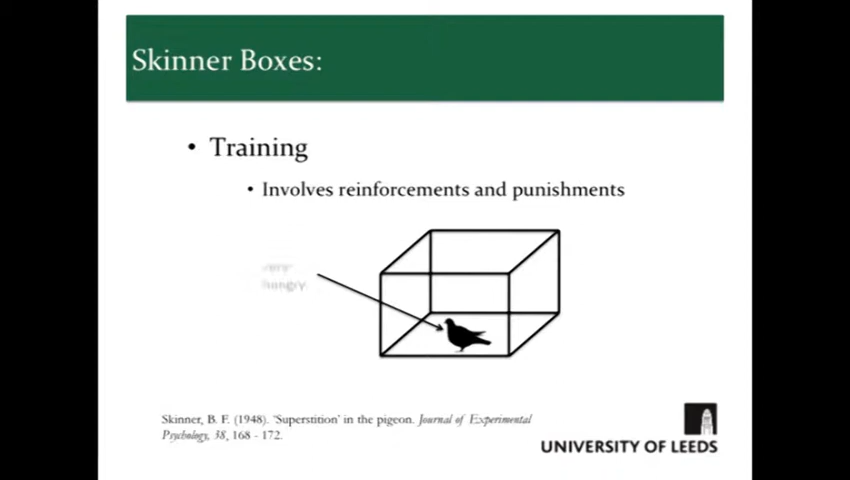 Skinner Boxes:
• Training
• Involves reinforcements and punishments
hungry
Skinner, B. F. (1948). ‘Superstition’ in the pigeon. Journal of Experimental
Psychology, 38, 168 - 172.
UNIVERSITY OF LEEDS